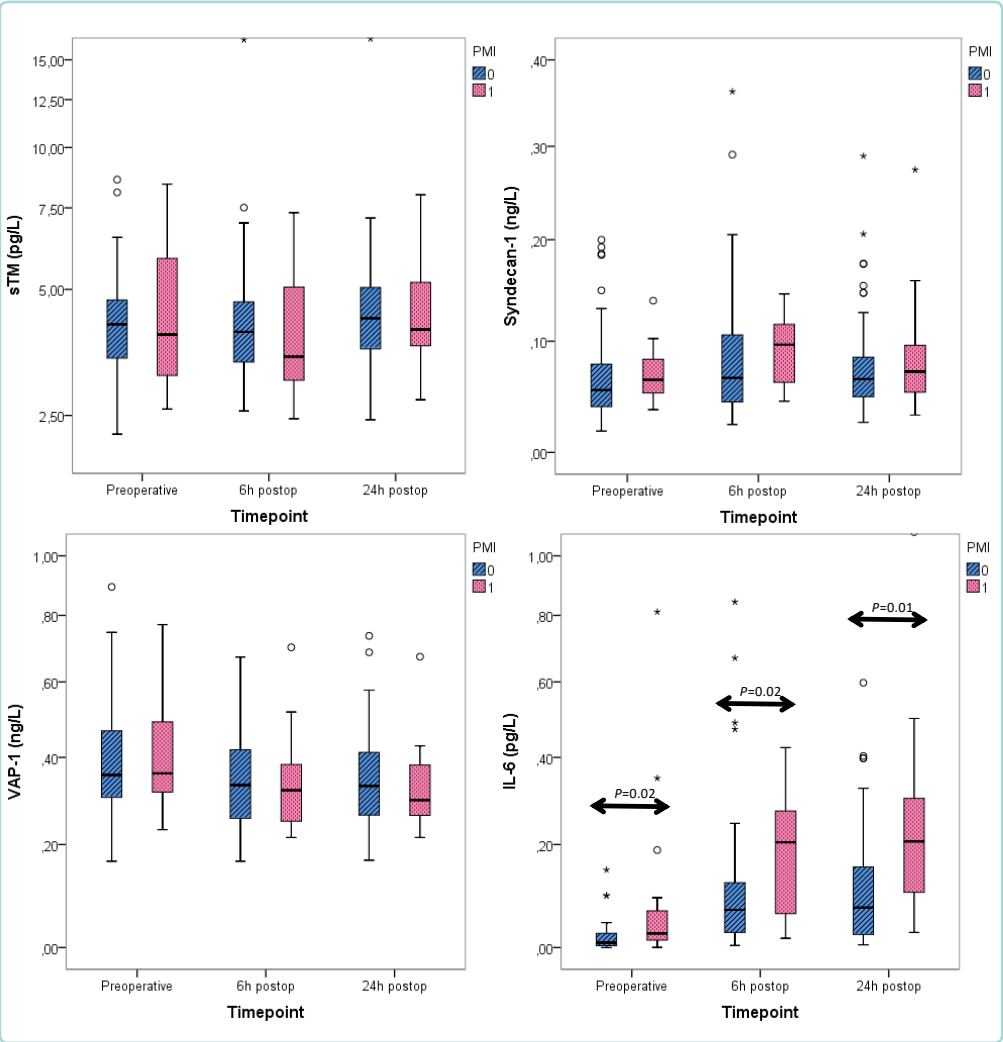 PMI
0
1
15,00
12,50
10,00
7,50
5,00
2,50
sTM (pg/L)
Preoperative
6h postop
24h postop
Timepoint
PMI
0
1
,40
,30
,20
,10
,00
Syndecan-1 (ng/L)
Preoperative
6h postop
24h postop
Timepoint
PMI
0
1
1,00
,80
,60
,40
,20
,00
VAP-1 (ng/L)
Preoperative
6h postop
24h postop
Timepoint
PMI
0
1
1,00
,80
,60
,40
,20
,00
IL-6 (pg/L)
P=0.01
P=0.02
P=0.02
Preoperative
6h postop
24h postop
Timepoint